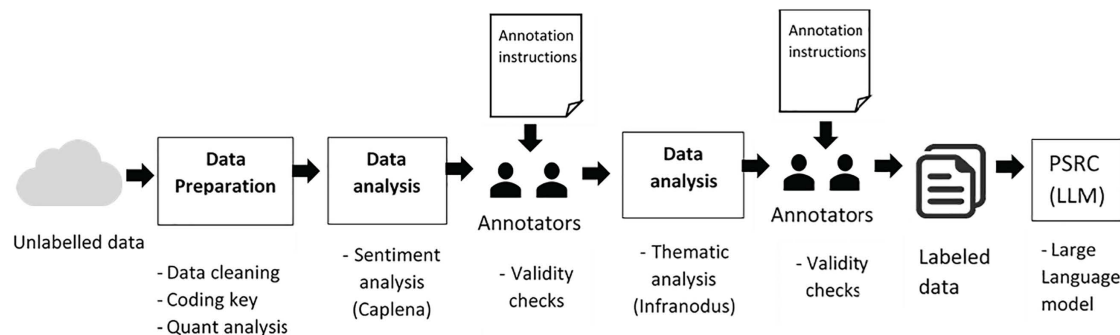 Annotation
instructions
Annotation
instructions
Unlabelled data
Data
Preparation
- Data cleaning
- Coding key
- Quant analysis
Data
analysis
- Sentiment
analysis
(Caplena)
Annotators
- Validity
checks
Data
analysis
- Thematic
analysis
(Infranodus)
Annotators
- Validity
checks
Labeled
data
PSRC
(LLM)
- Large
Language
model